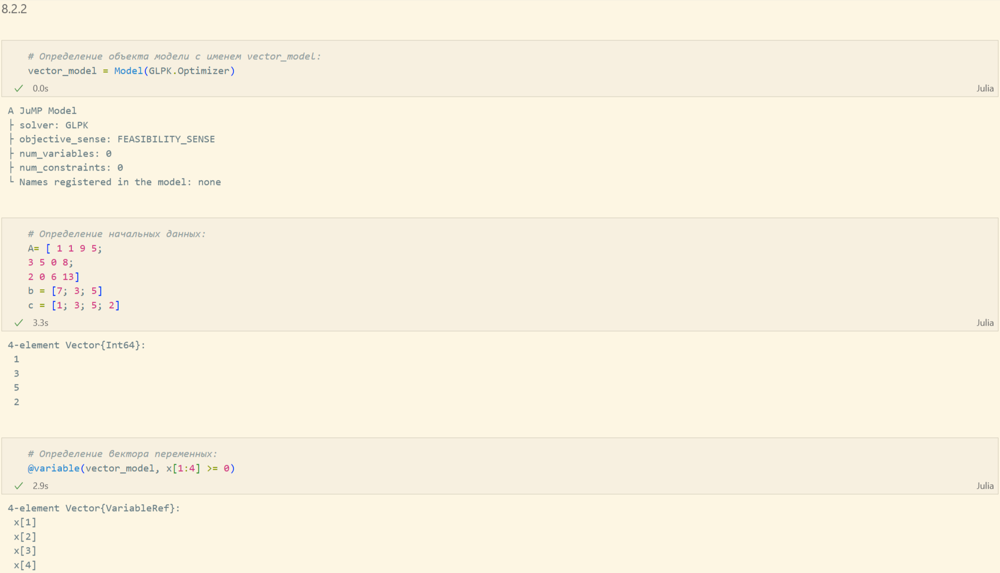 8.2.2
# Определение объекта модели с именем vector_model:
vector_model = Model(GLPK.Optimizer)
✓ 0.0s
Julia
A JuMP Model
├ solver: GLPK
├ objective_sense: FEASIBILITY_SENSE
├ num_variables: 0
├ num_constraints: 0
└ Names registered in the model: none
# Определение начальных данных:
A= [ 1 1 9 5;
3 5 0 8;
2 0 6 13]
b = [7; 3; 5]
c = [1; 3; 5; 2]
✓ 3.3s
Julia
4-element Vector{Int64}:
1
3
5
2
# Определение вектора переменных:
@variable(vector_model, x[1:4] >= 0)
✓ 2.9s
Julia
4-element Vector{VariableRef}:
x[1]
x[2]
x[3]
x[4]